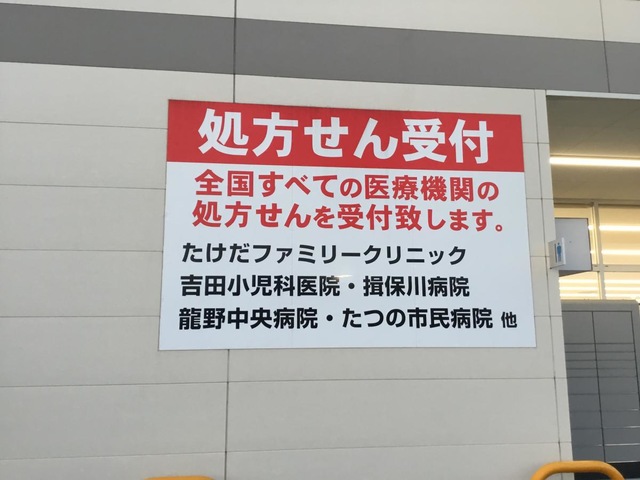 処方せん受付
全国すべての医療機関の
処方せんを受付致します。
たけだファミリークリニック
吉田小児科医院・揖保川病院
龍野中央病院・たつの市民病院 他